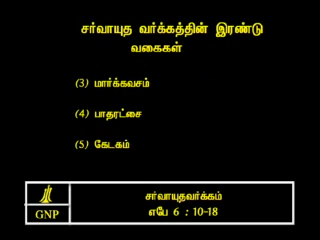 சர்வாயுத வர்க்கத்தின் இரண்டு
வகைகள்
(3) மார்க்கவசம்
(4) பாதரட்சை
(5) கேடகம்
சர்வாயுதவர்க்கம்
எபே 6 : 10-18
GNP